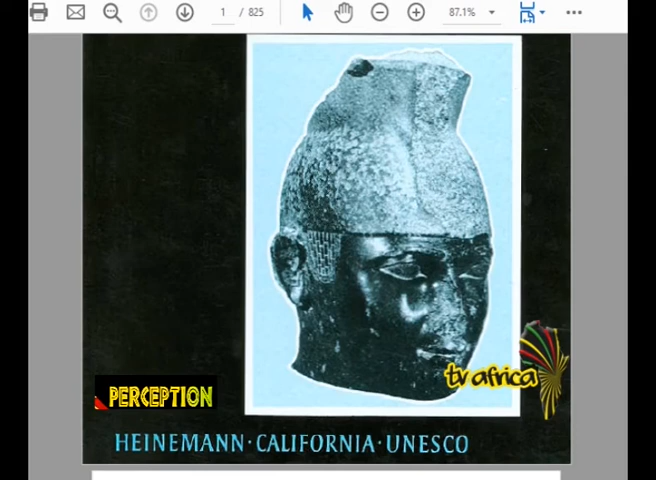 1 / 825
87.1%
PERCEPTION
tv africa
HEINEMANN·CALIFORNIA·UNESCO